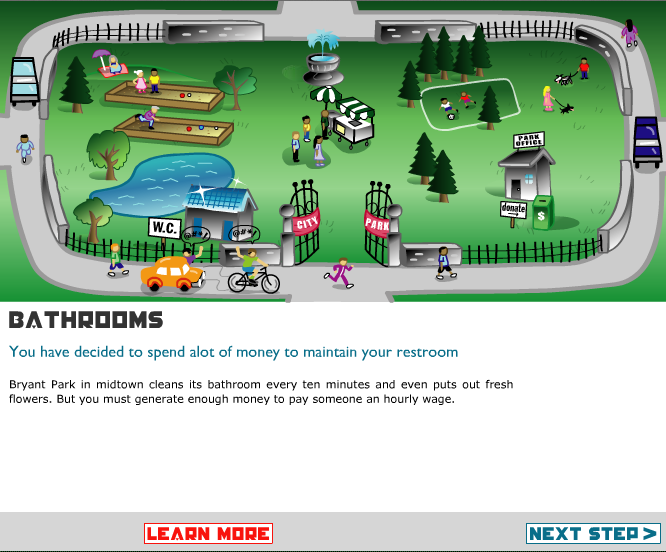 PARK
OFFICE
donate
$
W.C.
@#*!
@#*!
CITY
PARK
BATHROOMS
You have decided to spend alot of money to maintain your restroom
Bryant Park in midtown cleans its bathroom every ten minutes and even puts out fresh
flowers. But you must generate enough money to pay someone an hourly wage.
LEARN MORE
NEXT STEP >